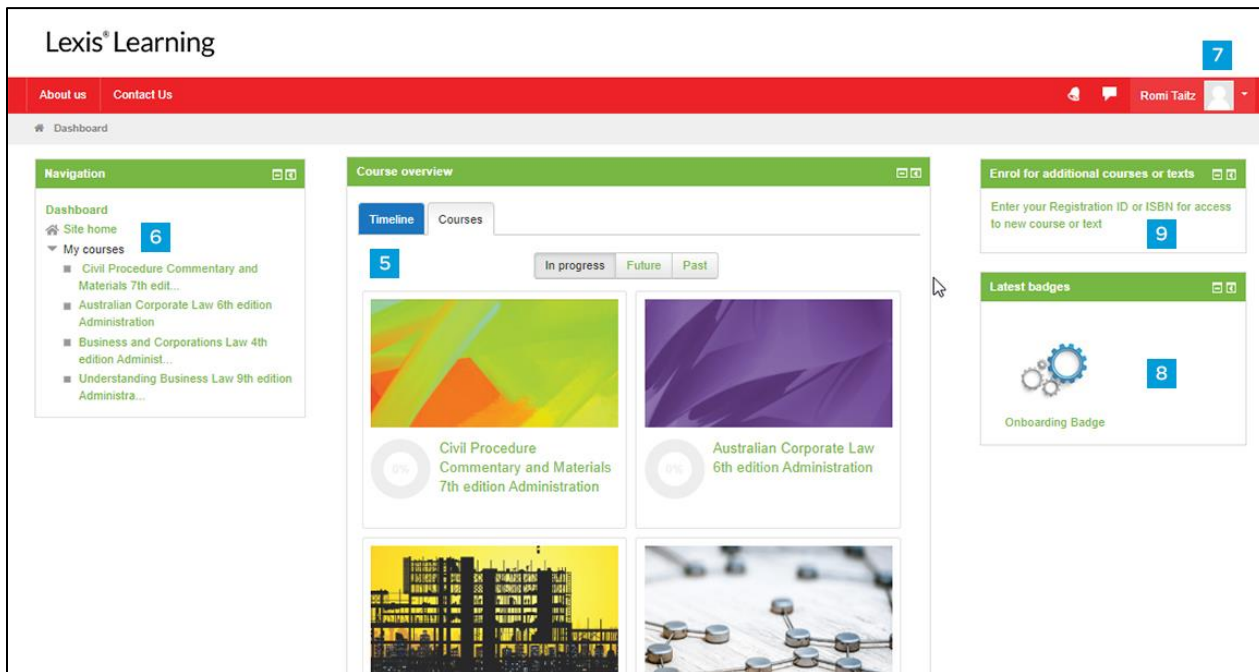 Lexis® Learning
7
About us
Contact Us
Romi Taitz
Dashboard
Navigation
Dashboard
Site home
6
My courses
Civil Procedure Commentary and
Materials 7th edit...
Australian Corporate Law 6th edition
Administration
Business and Corporations Law 4th
edition Administ...
Understanding Business Law 9th edition
Administra...
Course overview
Timeline
Courses
5
In progress
Future
Past
0%
Civil Procedure
Commentary and Materials
7th edition Administration
0%
Australian Corporate Law
6th edition Administration
Enrol for additional courses or texts
Enter your Registration ID or ISBN for access
to new course or text
9
Latest badges
8
Onboarding Badge